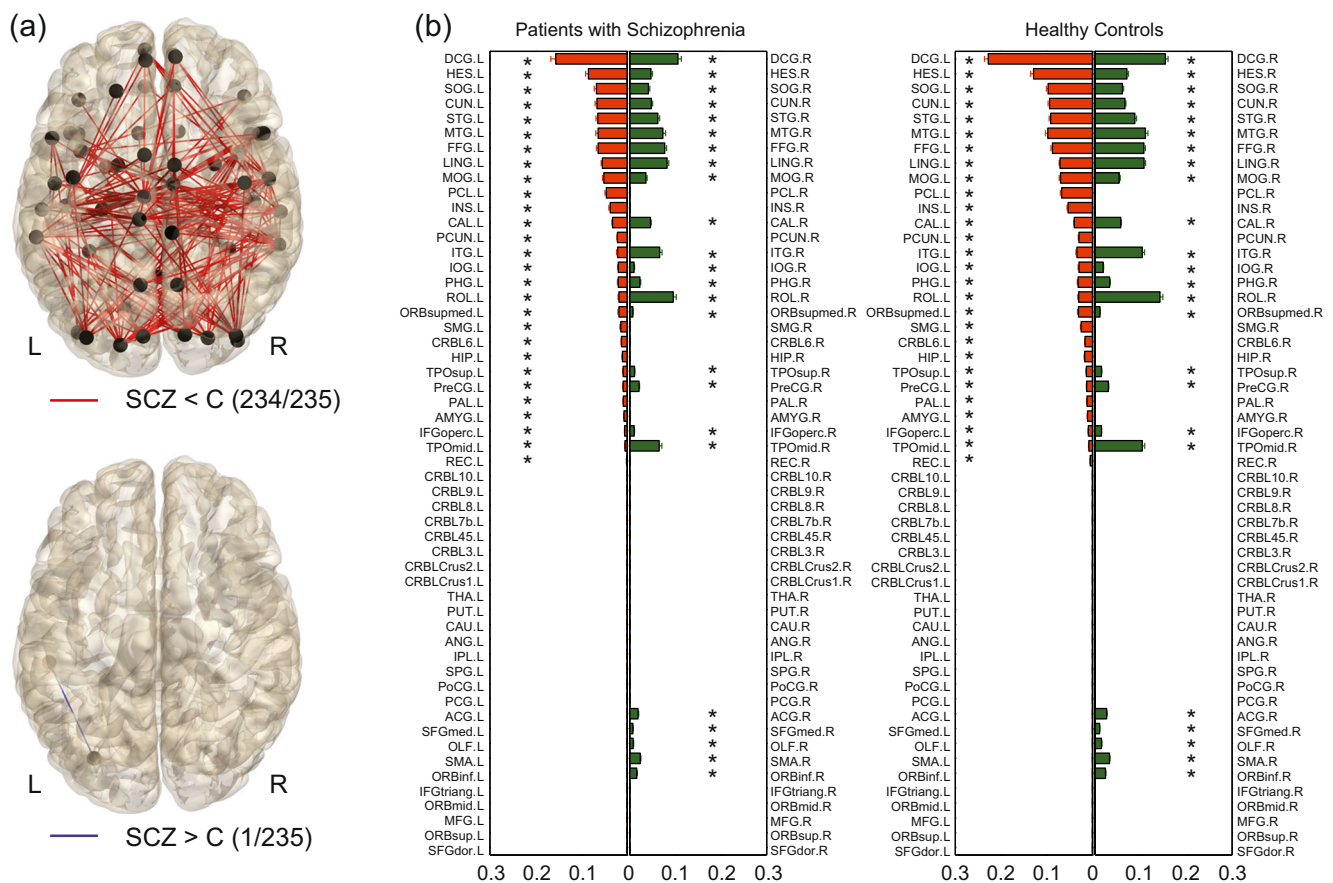 (a)
L
R
SCZ < C (234/235)
L
R
SCZ > C (1/235)
(b)
Patients with Schizophrenia
DCG.L * * DCG.R
HES.L * * HES.R
SOG.L * * SOG.R
CUN.L * * CUN.R
STG.L * * STG.R
MTG.L * * MTG.R
FFG.L * * FFG.R
LING.L * * LING.R
MOG.L * * MOG.R
PCL.L * PCL.R
INS.L * INS.R
CAL.L * * CAL.R
PCUN.L * PCUN.R
ITG.L * * ITG.R
IOG.L * * IOG.R
PHG.L * * PHG.R
ROL.L * * ROL.R
ORBsupmed.L * * ORBsupmed.R
SMG.L * SMG.R
CRBL6.L * CRBL6.R
HIP.L * HIP.R
TPOsup.L * * TPOsup.R
PreCG.L * * PreCG.R
PAL.L * PAL.R
AMYG.L * AMYG.R
IFGoperc.L * * IFGoperc.R
TPOmid.L * * TPOmid.R
REC.L * REC.R
CRBL10.L CRBL10.R
CRBL9.L CRBL9.R
CRBL8.L CRBL8.R
CRBL7b.L CRBL7b.R
CRBL45.L CRBL45.R
CRBL3.L CRBL3.R
CRBLCrus2.L CRBLCrus2.R
CRBLCrus1.L CRBLCrus1.R
THA.L THA.R
PUT.L PUT.R
CAU.L CAU.R
ANG.L ANG.R
IPL.L IPL.R
SPG.L SPG.R
PoCG.L PoCG.R
PCG.L PCG.R
ACG.L * ACG.R
SFGmed.L * SFGmed.R
OLF.L * OLF.R
SMA.L * SMA.R
ORBinf.L * ORBinf.R
IFGtriang.L IFGtriang.R
ORBmid.L ORBmid.R
MFG.L MFG.R
ORBsup.L ORBsup.R
SFGdor.L SFGdor.R
0.3 0.2 0.1 0 0.1 0.2 0.3
Healthy Controls
DCG.L * * DCG.R
HES.L * * HES.R
SOG.L * * SOG.R
CUN.L * * CUN.R
STG.L * * STG.R
MTG.L * * MTG.R
FFG.L * * FFG.R
LING.L * * LING.R
MOG.L * * MOG.R
PCL.L * PCL.R
INS.L * INS.R
CAL.L * * CAL.R
PCUN.L * PCUN.R
ITG.L * * ITG.R
IOG.L * * IOG.R
PHG.L * * PHG.R
ROL.L * * ROL.R
ORBsupmed.L * * ORBsupmed.R
SMG.L * SMG.R
CRBL6.L * CRBL6.R
HIP.L * HIP.R
TPOsup.L * * TPOsup.R
PreCG.L * * PreCG.R
PAL.L * PAL.R
AMYG.L * AMYG.R
IFGoperc.L * * IFGoperc.R
TPOmid.L * * TPOmid.R
REC.L * REC.R
CRBL10.L CRBL10.R
CRBL9.L CRBL9.R
CRBL8.L CRBL8.R
CRBL7b.L CRBL7b.R
CRBL45.L CRBL45.R
CRBL3.L CRBL3.R
CRBLCrus2.L CRBLCrus2.R
CRBLCrus1.L CRBLCrus1.R
THA.L THA.R
PUT.L PUT.R
CAU.L CAU.R
ANG.L ANG.R
IPL.L IPL.R
SPG.L SPG.R
PoCG.L PoCG.R
PCG.L PCG.R
ACG.L * ACG.R
SFGmed.L * SFGmed.R
OLF.L * OLF.R
SMA.L * SMA.R
ORBinf.L * ORBinf.R
IFGtriang.L IFGtriang.R
ORBmid.L ORBmid.R
MFG.L MFG.R
ORBsup.L ORBsup.R
SFGdor.L SFGdor.R
0.3 0.2 0.1 0 0.1 0.2 0.3